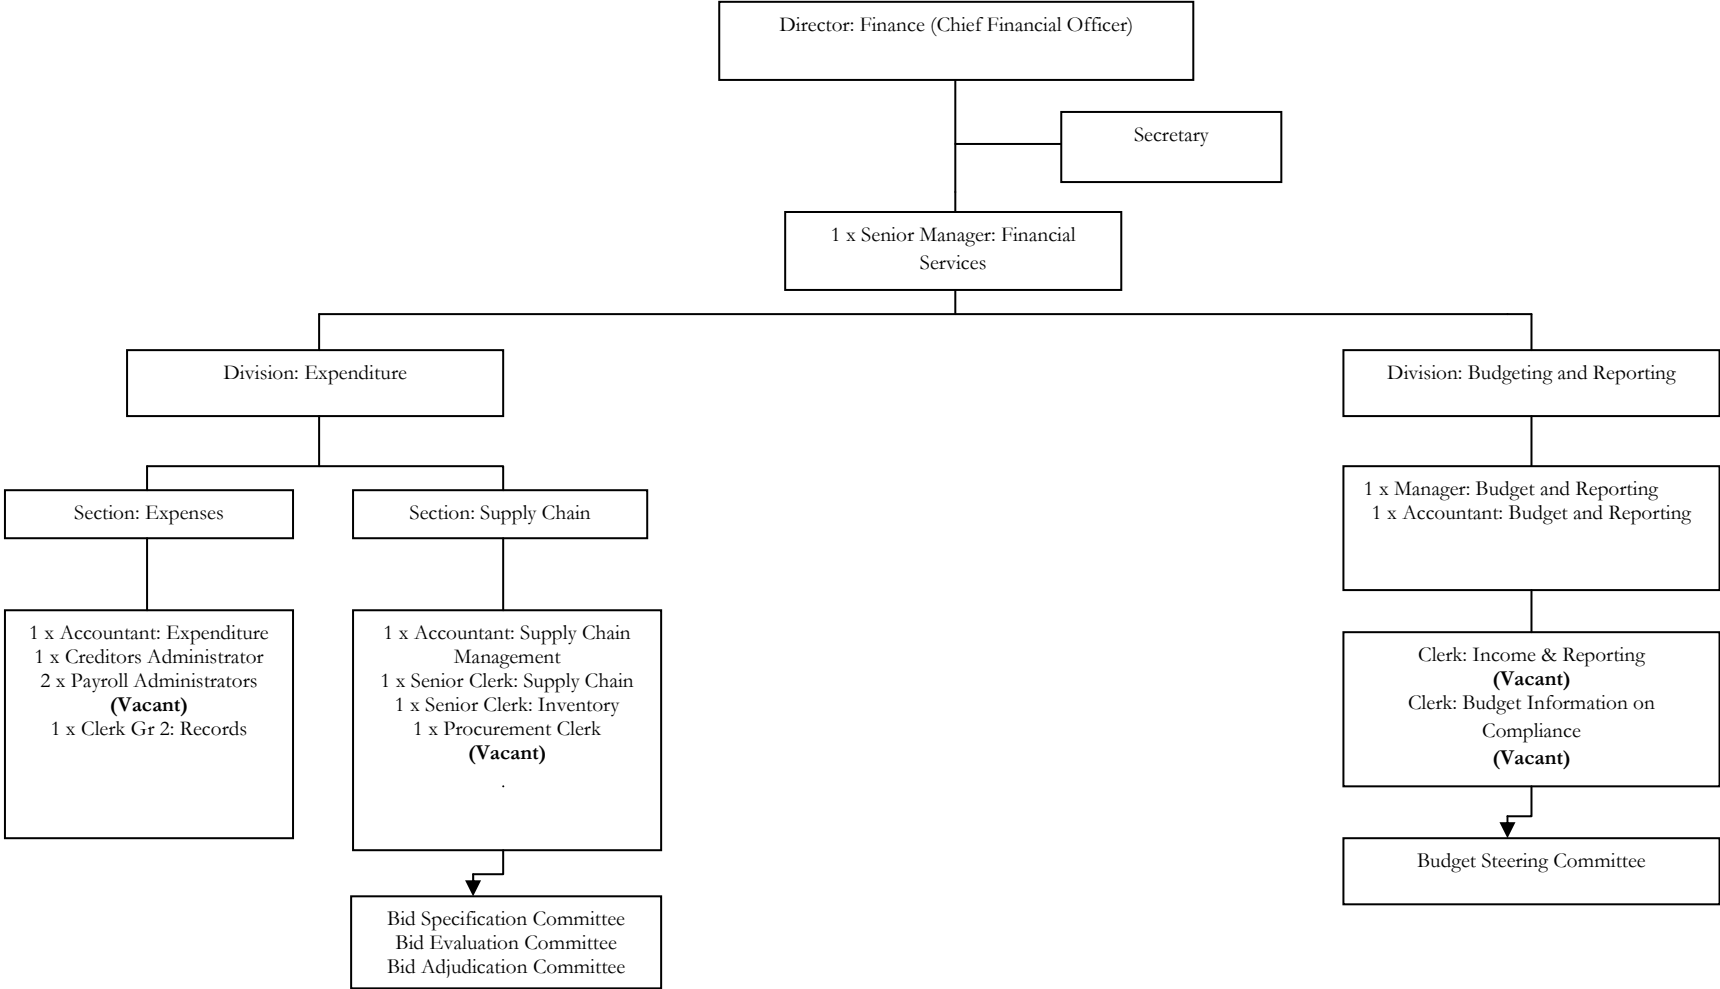 Director: Finance (Chief Financial Officer)
Secretary
1 x Senior Manager: Financial
Services
Division: Expenditure
Division: Budgeting and Reporting
Section: Expenses
Section: Supply Chain
1 x Manager: Budget and Reporting
1 x Accountant: Budget and Reporting
1 x Accountant: Expenditure
1 x Creditors Administrator
2 x Payroll Administrators
(Vacant)
1 x Clerk Gr 2: Records
1 x Accountant: Supply Chain
Management
1 x Senior Clerk: Supply Chain
1 x Senior Clerk: Inventory
1 x Procurement Clerk
(Vacant)
.
Clerk: Income & Reporting
(Vacant)
Clerk: Budget Information on
Compliance
(Vacant)
Budget Steering Committee
Bid Specification Committee
Bid Evaluation Committee
Bid Adjudication Committee